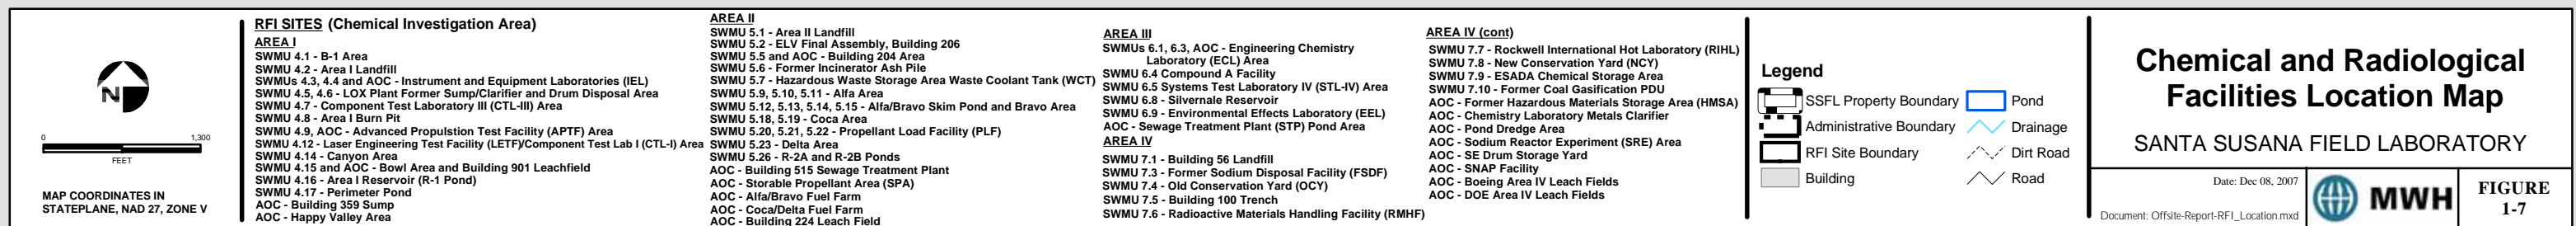 N
0 1,300
FEET
MAP COORDINATES IN
STATEPLANE, NAD 27, ZONE V
RFI SITES (Chemical Investigation Area)
AREA I
SWMU 4.1 - B-1 Area
SWMU 4.2 - Area I Landfill
SWMUs 4.3, 4.4 and AOC - Instrument and Equipment Laboratories (IEL)
SWMU 4.5, 4.6 - LOX Plant Former Sump/Clarifier and Drum Disposal Area
SWMU 4.7 - Component Test Laboratory III (CTL-III) Area
SWMU 4.8 - Area I Burn Pit
SWMU 4.9, AOC - Advanced Propulstion Test Facility (APTF) Area
SWMU 4.12 - Laser Engineering Test Facility (LETF)/Component Test Lab I (CTL-I) Area
SWMU 4.14 - Canyon Area
SWMU 4.15 and AOC - Bowl Area and Building 901 Leachfield
SWMU 4.16 - Area I Reservoir (R-1 Pond)
SWMU 4.17 - Perimeter Pond
AOC - Building 359 Sump
AOC - Happy Valley Area
AREA II
SWMU 5.1 - Area II Landfill
SWMU 5.2 - ELV Final Assembly, Building 206
SWMU 5.5 and AOC - Building 204 Area
SWMU 5.6 - Former Incinerator Ash Pile
SWMU 5.7 - Hazardous Waste Storage Area Waste Coolant Tank (WCT)
SWMU 5.9, 5.10, 5.11 - Alfa Area
SWMU 5.12, 5.13, 5.14, 5.15 - Alfa/Bravo Skim Pond and Bravo Area
SWMU 5.18, 5.19 - Coca Area
SWMU 5.20, 5.21, 5.22 - Propellant Load Facility (PLF)
SWMU 5.23 - Delta Area
SWMU 5.26 - R-2A and R-2B Ponds
AOC - Building 515 Sewage Treatment Plant
AOC - Storable Propellant Area (SPA)
AOC - Alfa/Bravo Fuel Farm
AOC - Coca/Delta Fuel Farm
AOC - Building 224 Leach Field
AREA III
SWMUs 6.1, 6.3, AOC - Engineering Chemistry
Laboratory (ECL) Area
SWMU 6.4 Compound A Facility
SWMU 6.5 Systems Test Laboratory IV (STL-IV) Area
SWMU 6.8 - Silvernale Reservoir
SWMU 6.9 - Environmental Effects Laboratory (EEL)
AOC - Sewage Treatment Plant (STP) Pond Area
AREA IV
SWMU 7.1 - Building 56 Landfill
SWMU 7.3 - Former Sodium Disposal Facility (FSDF)
SWMU 7.4 - Old Conservation Yard (OCY)
SWMU 7.5 - Building 100 Trench
SWMU 7.6 - Radioactive Materials Handling Facility (RMHF)
AREA IV (cont)
SWMU 7.7 - Rockwell International Hot Laboratory (RIHL)
SWMU 7.8 - New Conservation Yard (NCY)
SWMU 7.9 - ESADA Chemical Storage Area
SWMU 7.10 - Former Coal Gasification PDU
AOC - Former Hazardous Materials Storage Area (HMSA)
AOC - Chemistry Laboratory Metals Clarifier
AOC - Pond Dredge Area
AOC - Sodium Reactor Experiment (SRE) Area
AOC - SE Drum Storage Yard
AOC - SNAP Facility
AOC - Boeing Area IV Leach Fields
AOC - DOE Area IV Leach Fields
Legend
SSFL Property Boundary
Administrative Boundary
RFI Site Boundary
Building
Pond
Drainage
Dirt Road
Road
Chemical and Radiological
Facilities Location Map
SANTA SUSANA FIELD LABORATORY
Date: Dec 08, 2007
Document: Offsite-Report-RFI_Location.mxd
MWH
FIGURE
1-7